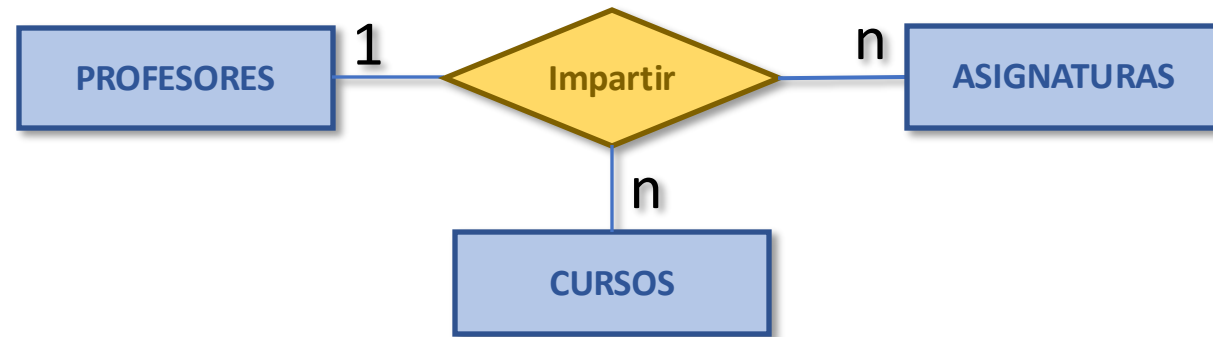 PROFESORES
1
Impartir
n
ASIGNATURAS
n
CURSOS